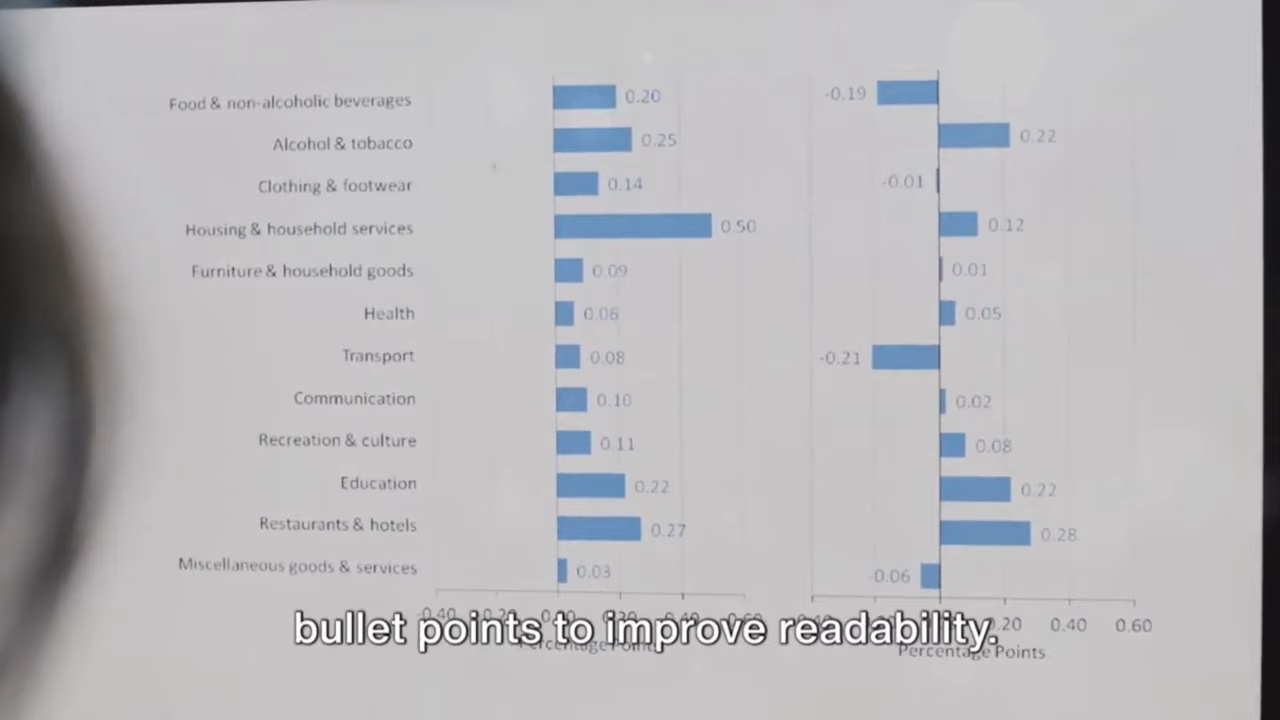 Food & non-alcoholic beverages 0.20 -0.19
Alcohol & tobacco 0.25 0.22
Clothing & footwear 0.14 -0.01
Housing & household services 0.50 0.12
Furniture & household goods 0.09 0.01
Health 0.06 0.05
Transport 0.08 -0.21
Communication 0.10 0.02
Recreation & culture 0.11 0.08
Education 0.22 0.22
Restaurants & hotels 0.27 0.28
Miscellaneous goods & services 0.03 -0.06
0.40 0.60
bullet points to improve readability.
Percentage Points